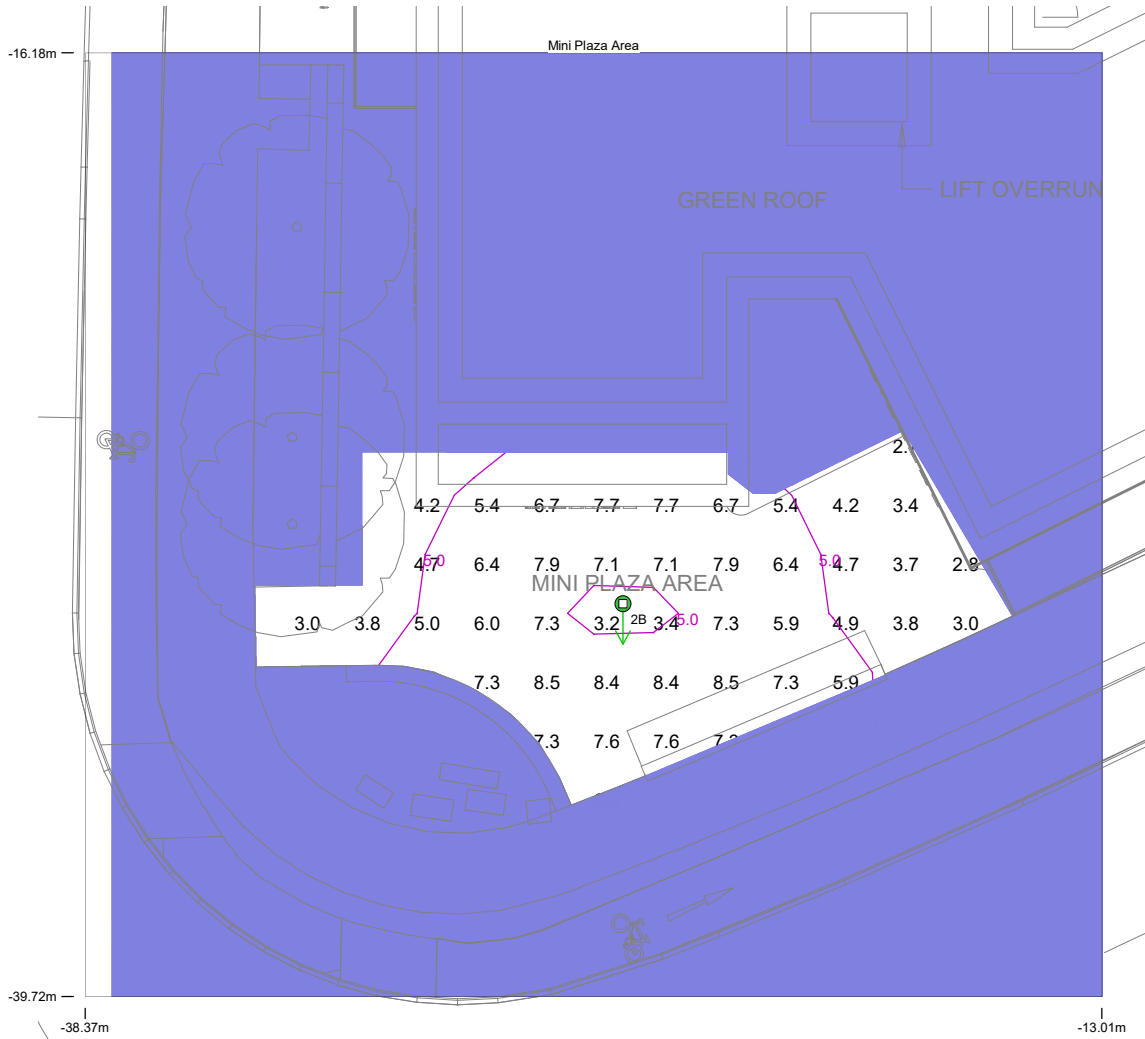 Mini Plaza Area
-16.18m
LIFT OVERRUN
GREEN ROOF
2.
4.2 5.4 6.7 7.7 7.7 6.7 5.4 4.2 3.4
4.7 5.0 6.4 7.9 7.1 7.1 7.9 6.4 5.0 4.7 3.7 2.8
MINI PLAZA AREA
3.0 3.8 5.0 6.0 7.3 3.2 2B 3.4 5.0 7.3 5.9 4.9 3.8 3.0
7.3 8.5 8.4 8.4 8.5 7.3 5.9
7.3 7.6 7.6 7.3
-39.72m
-38.37m -13.01m